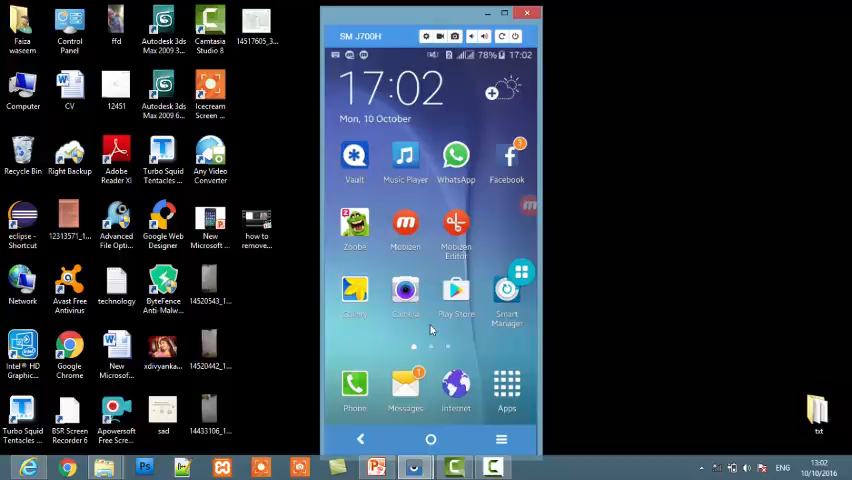 Faiza
waseem
Control
Panel
ffd
Autodesk 3ds
Max 2009 3...
Camtasia
Studio 8
14517605_3...
Computer
CV
12451
Autodesk 3ds
Max 2009 6...
Icecream
Screen Rec...
Recycle Bin
Right Backup
Adobe
Reader XI
Turbo Squid
Tentacles ...
Any Video
Converter
eclipse -
Shortcut
12313571_1...
Advanced
File Opti...
Google Web
Designer
New
Microsoft ...
how to
remove...
Network
Avast Free
Antivirus
technology
ByteFence
Anti-Malw...
14520543_1...
Intel® HD
Graphic...
Google
Chrome
New
Microsof...
xdivyanka...
14520442_1...
Turbo Squid
Tentacles ...
BSR Screen
Recorder 6
Apowersoft
Free Scre...
sad
14433106_1...
SM J700H
78% 17:02
17:02
Mon, 10 October
Vault
Music Player
WhatsApp
3
Facebook
Zoobe
Mobizen
Mobizen
Editor
Gallery
Camera
Play Store
Smart
Manager
Phone
1
Messages
Internet
Apps
txt
ENG
13:02
10/10/2016